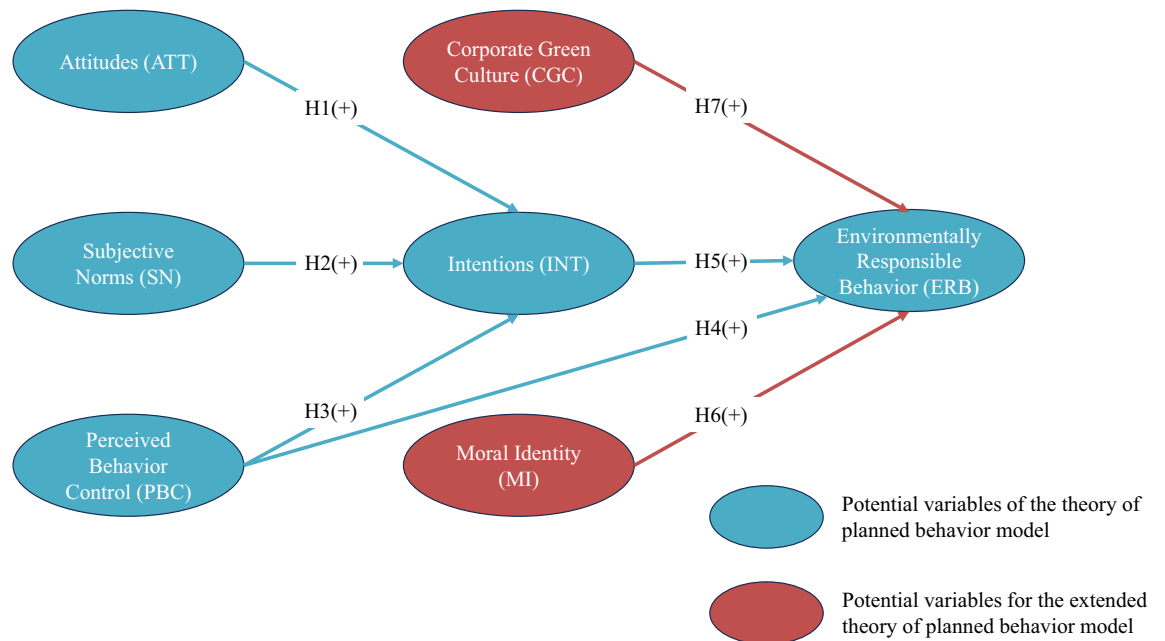 Attitudes (ATT)
Corporate Green
Culture (CGC)
H1(+)
H7(+)
Subjective
Norms (SN)
H2(+)
Intentions (INT)
H5(+)
Environmentally
Responsible
Behavior (ERB)
H4(+)
H3(+)
H6(+)
Perceived
Behavior
Control (PBC)
Moral Identity
(MI)
Potential variables of the theory of
planned behavior model
Potential variables for the extended
theory of planned behavior model